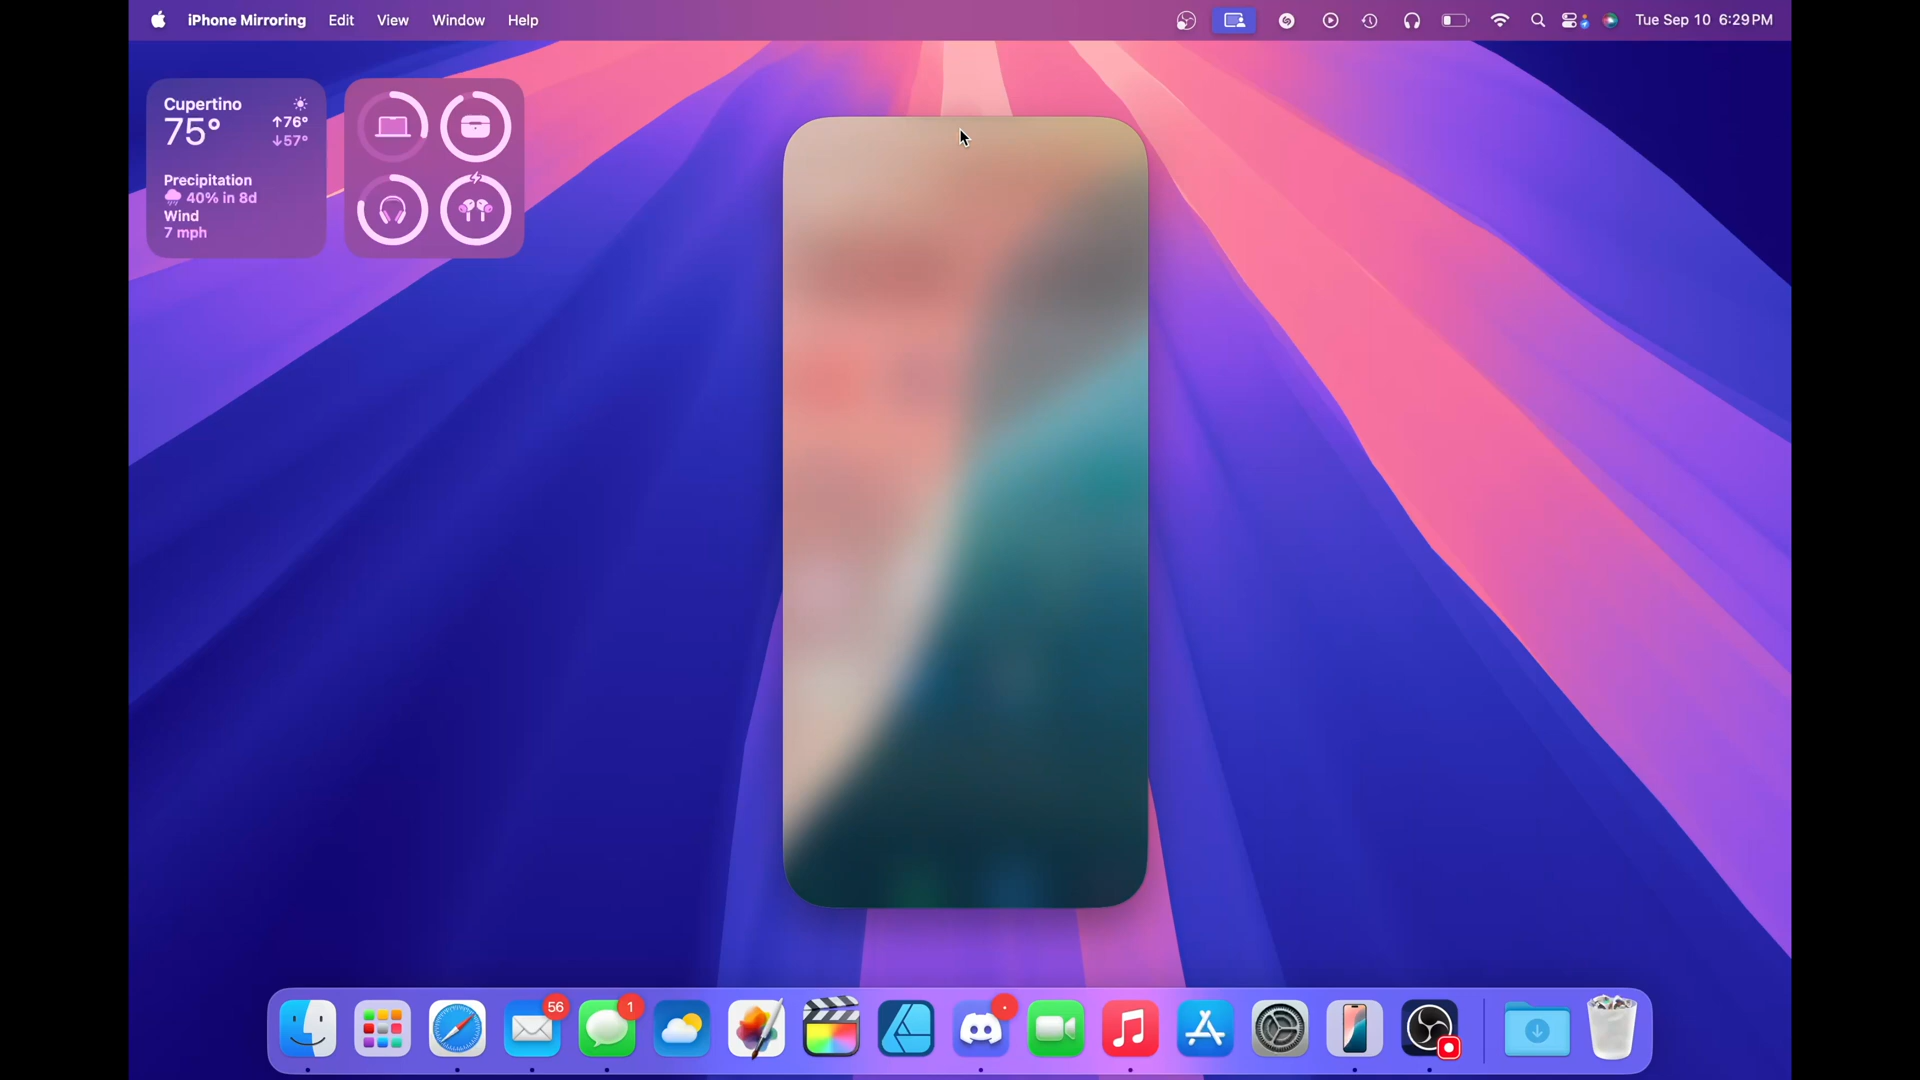 iPhone Mirroring Edit View Window Help Tue Sep 10 6:29 PM
Cupertino
75°
↑76°
↓57°
Precipitation
40% in 8d
Wind
7 mph
56
1